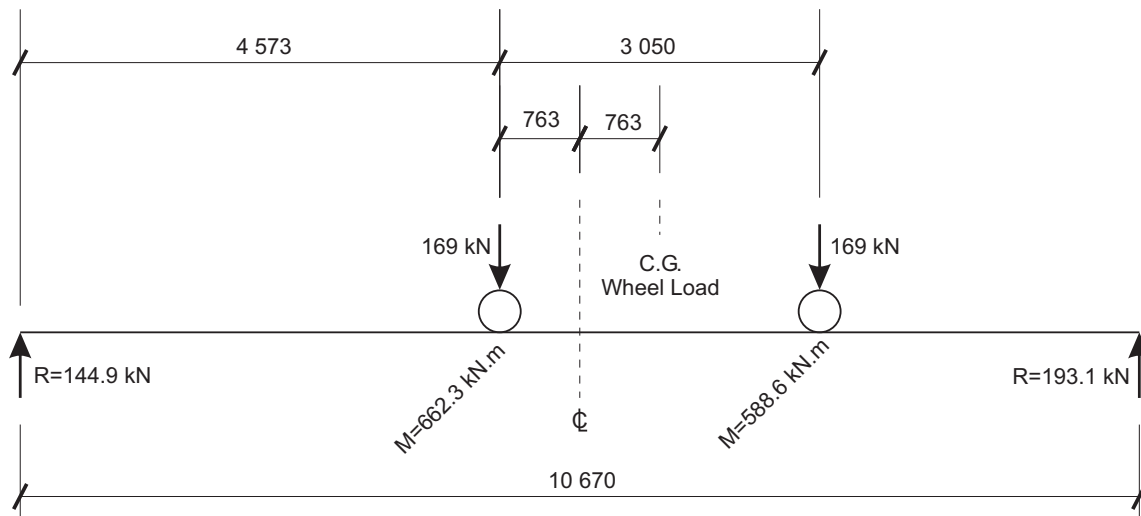 4 573
3 050
763
763
169 kN
C.G.
Wheel Load
169 kN
R=144.9 kN
M=662.3 kN.m
M=588.6 kN.m
R=193.1 kN
℄
10 670